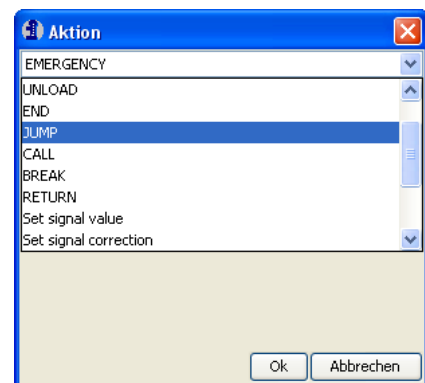 Aktion
EMERGENCY
UNLOAD
END
JUMP
CALL
BREAK
RETURN
Set signal value
Set signal correction
Ok Abbrechen